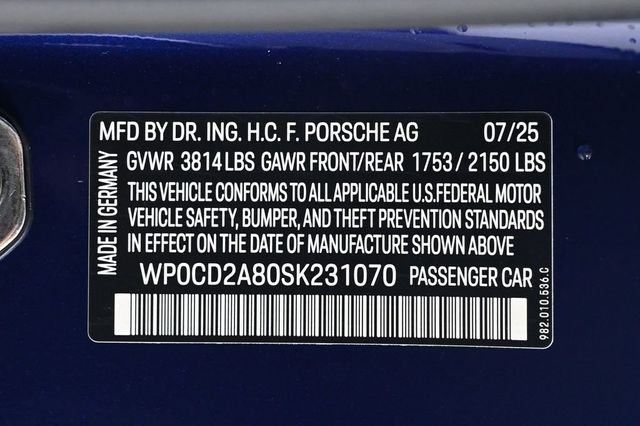 MFD BY DR. ING. H.C. F. PORSCHE AG 07/25
GVWR 3814 LBS GAWR FRONT/REAR 1753 / 2150 LBS
THIS VEHICLE CONFORMS TO ALL APPLICABLE U.S.FEDERAL MOTOR
VEHICLE SAFETY, BUMPER, AND THEFT PREVENTION STANDARDS
IN EFFECT ON THE DATE OF MANUFACTURE SHOWN ABOVE
MADE IN GERMANY
WP0CD2A80SK231070 PASSENGER CAR
982.010.536.C